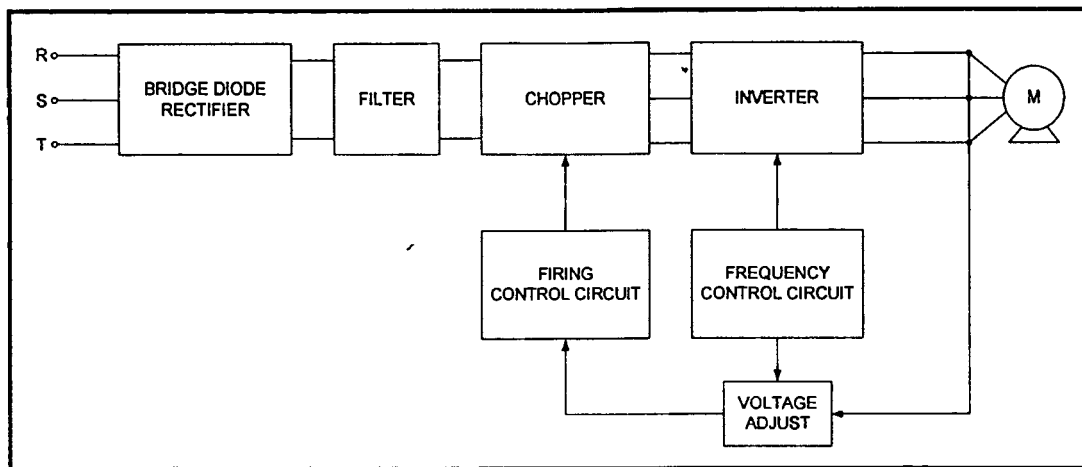 R
S
T
BRIDGE DIODE
RECTIFIER
FILTER
CHOPPER
INVERTER
M
FIRING
CONTROL CIRCUIT
FREQUENCY
CONTROL CIRCUIT
VOLTAGE
ADJUST